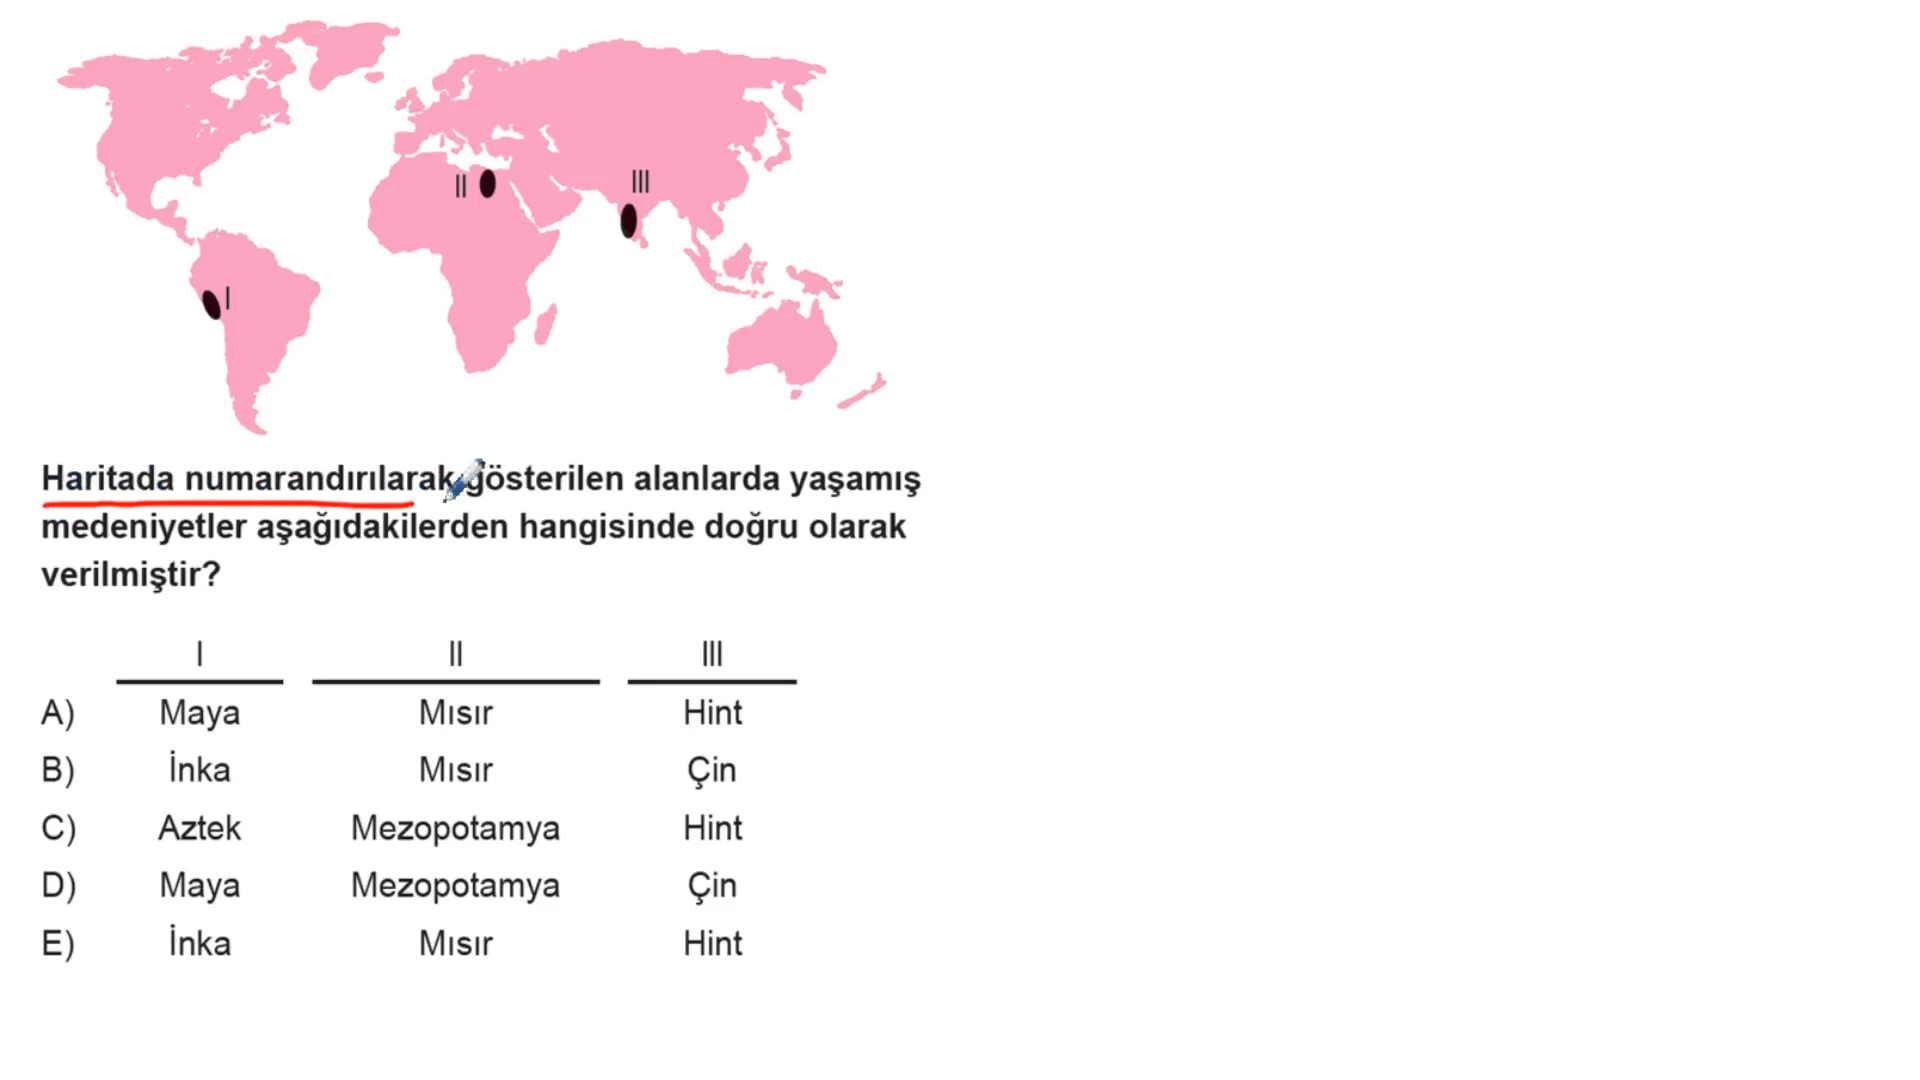 II
III
I
Haritada numarandırılarak gösterilen alanlarda yaşamış
medeniyetler aşağıdakilerden hangisinde doğru olarak
verilmiştir?
I II III
A) Maya Mısır Hint
B) İnka Mısır Çin
C) Aztek Mezopotamya Hint
D) Maya Mezopotamya Çin
E) İnka Mısır Hint